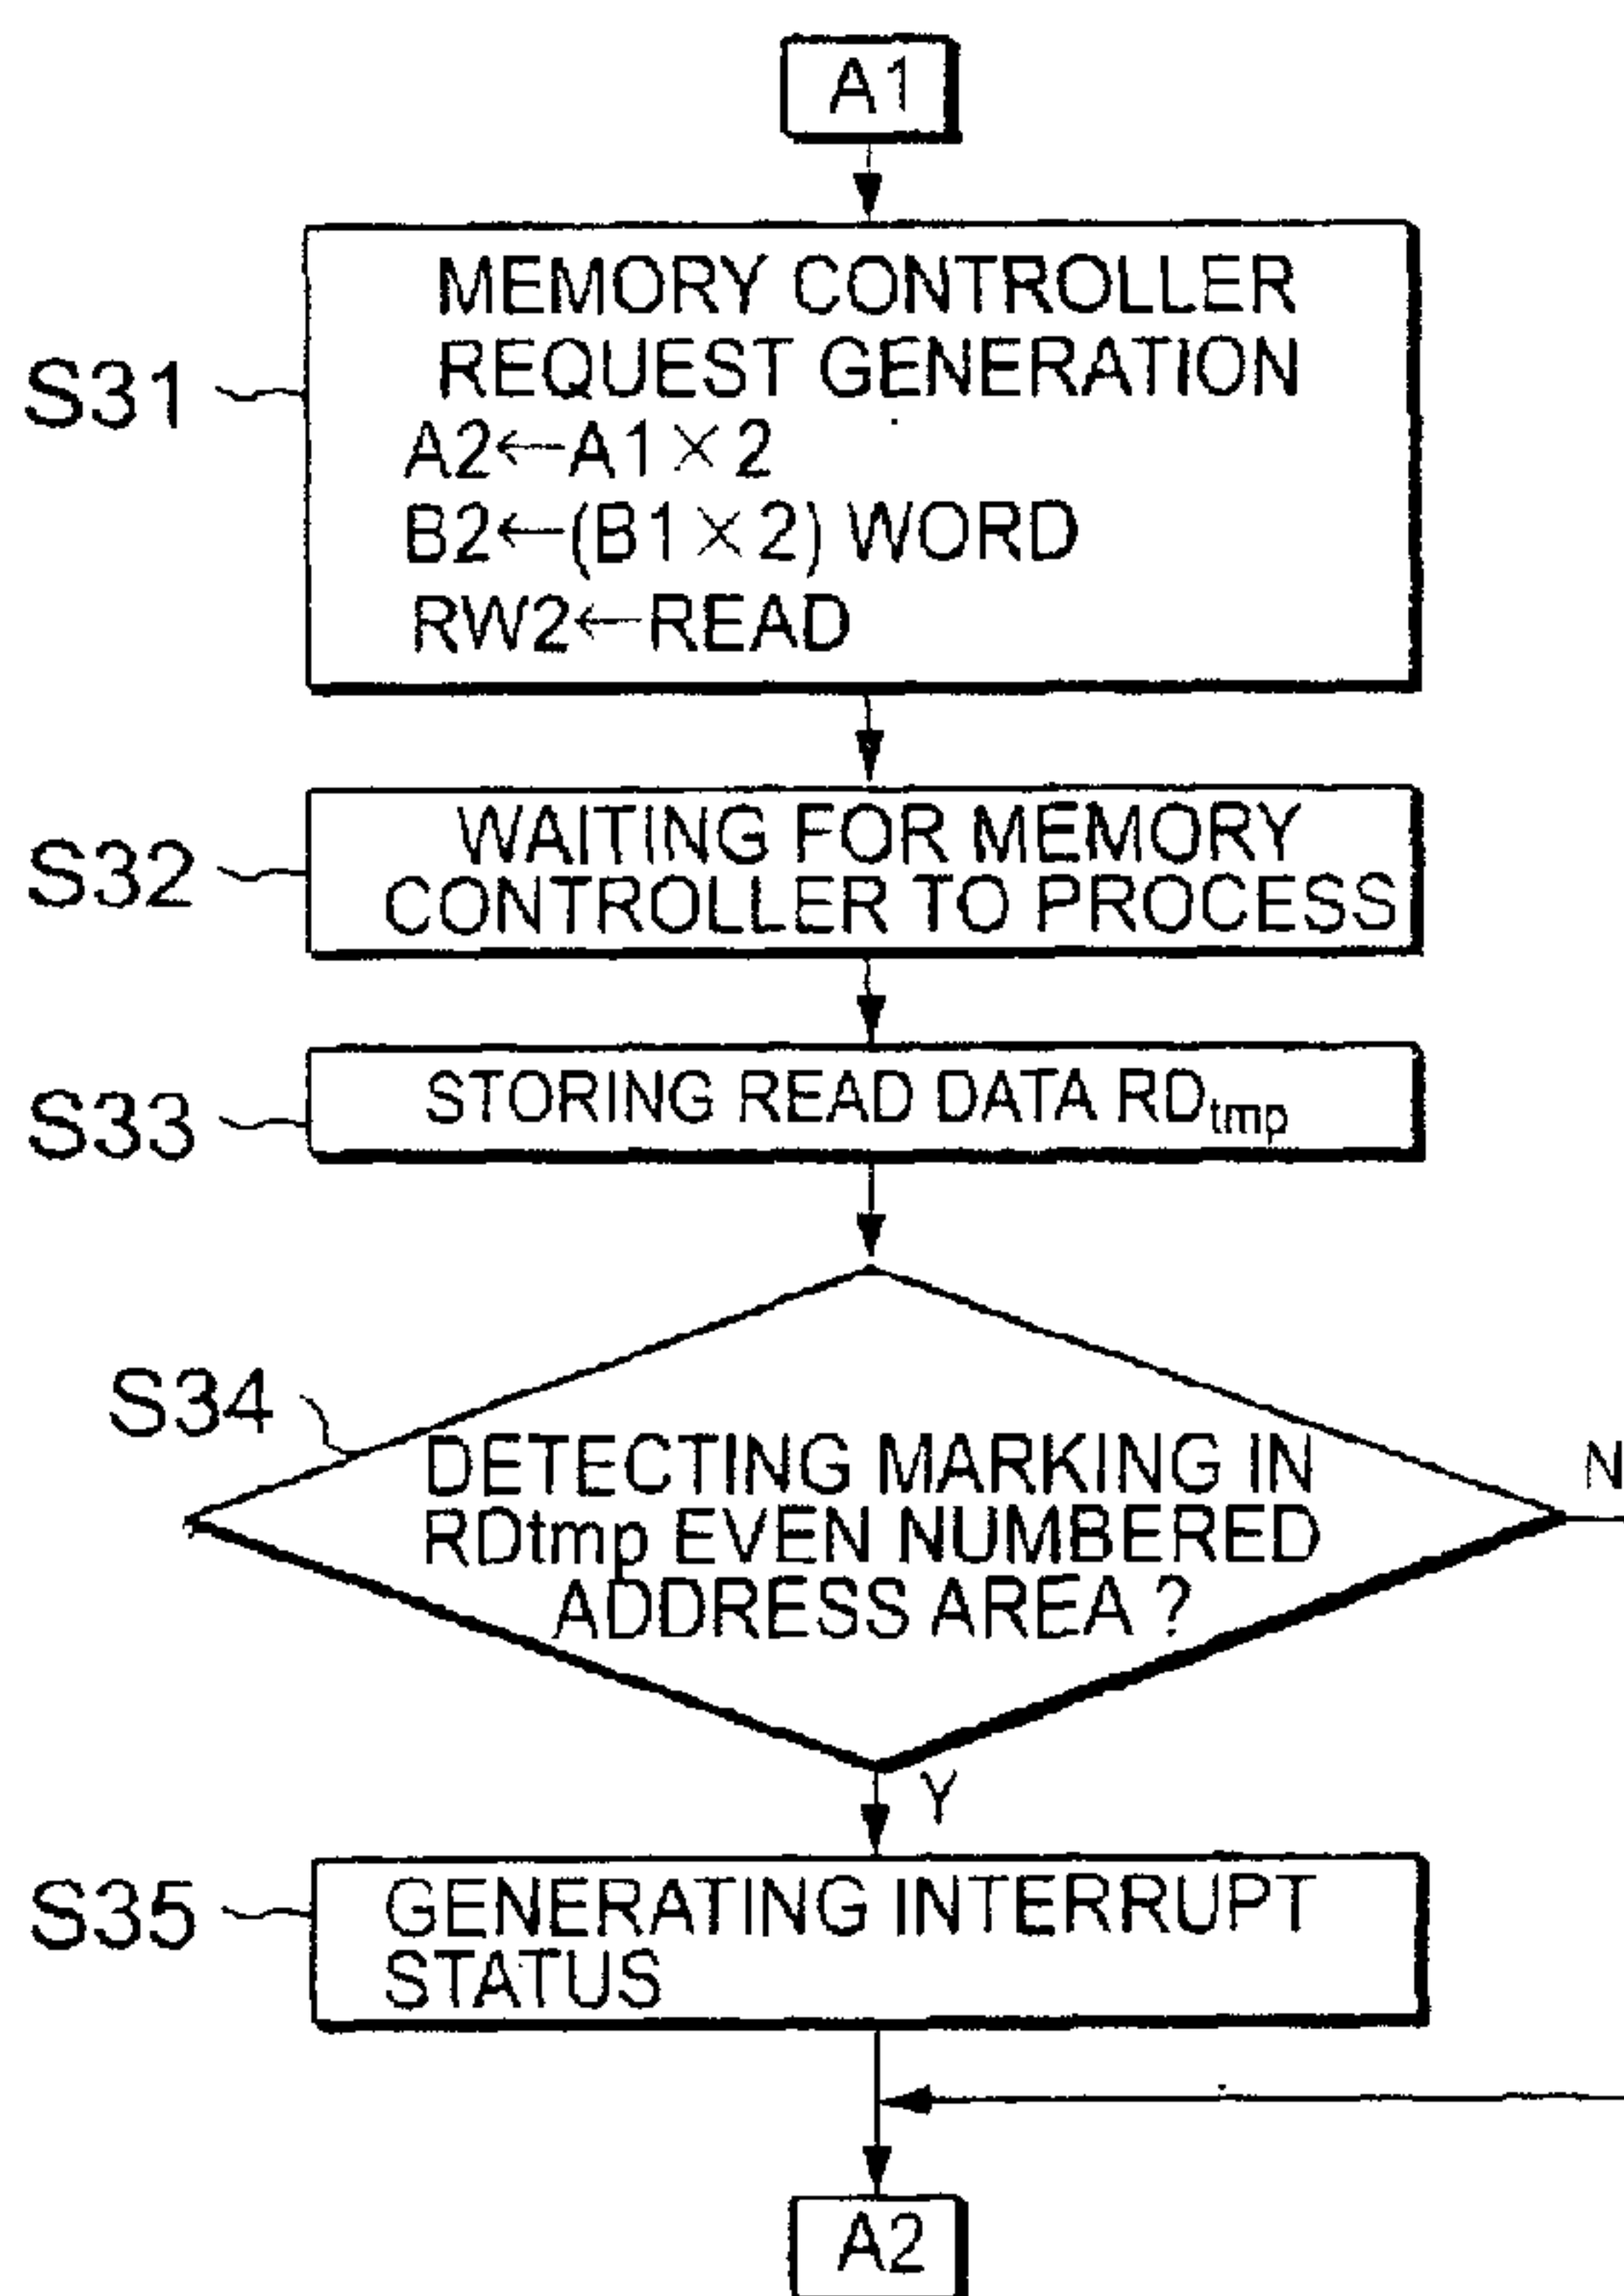 A1
S31
MEMORY CONTROLLER
REQUEST GENERATION
A2←A1×2
B2←(B1×2) WORD
RW2←READ
S32
WAITING FOR MEMORY
CONTROLLER TO PROCESS
S33
STORING READ DATA RDtmp
S34
DETECTING MARKING IN
RDtmp EVEN NUMBERED
ADDRESS AREA ?
N
Y
S35
GENERATING INTERRUPT
STATUS
A2